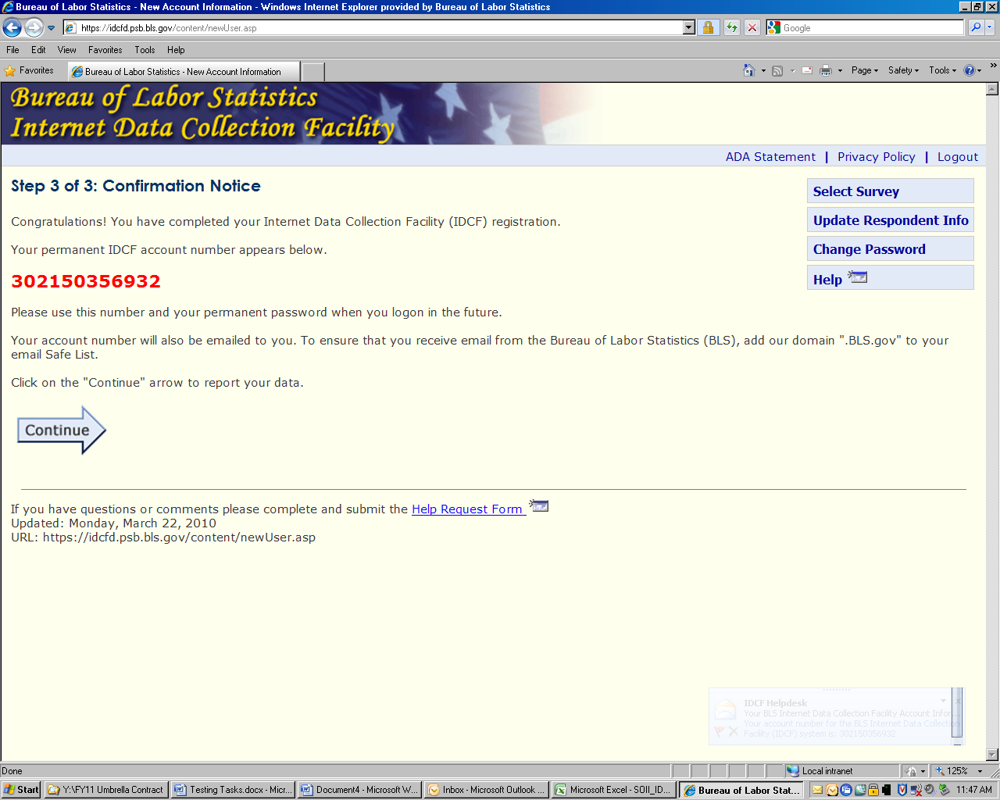 Bureau of Labor Statistics - New Account Information - Windows Internet Explorer provided by Bureau of Labor Statistics
https://idcfd.psb.bls.gov/content/newUser.asp
Google
File Edit View Favorites Tools Help
Favorites
Bureau of Labor Statistics - New Account Information
Page Safety Tools
Bureau of Labor Statistics
Internet Data Collection Facility
ADA Statement | Privacy Policy | Logout
Step 3 of 3: Confirmation Notice
Select Survey
Update Respondent Info
Change Password
Help
Congratulations! You have completed your Internet Data Collection Facility (IDCF) registration.
Your permanent IDCF account number appears below.
302150356932
Please use this number and your permanent password when you logon in the future.
Your account number will also be emailed to you. To ensure that you receive email from the Bureau of Labor Statistics (BLS), add our domain ".BLS.gov" to your
email Safe List.
Click on the "Continue" arrow to report your data.
Continue
If you have questions or comments please complete and submit the Help Request Form
Updated: Monday, March 22, 2010
URL: https://idcfd.psb.bls.gov/content/newUser.asp
IDCF Helpdesk
Your BLS Internet Data Collection Facility Account Infor...
Your account number for the BLS Internet Data Collection
Facility (IDCF) system is: 302150356932
Done
Local intranet
125%
Start
Y:\FY11 Umbrella Contract
Testing Tasks.docx - Micr...
Document4 - Microsoft W...
Inbox - Microsoft Outlook ...
Microsoft Excel - SOII_ID...
Bureau of Labor Stat...
11:47 AM